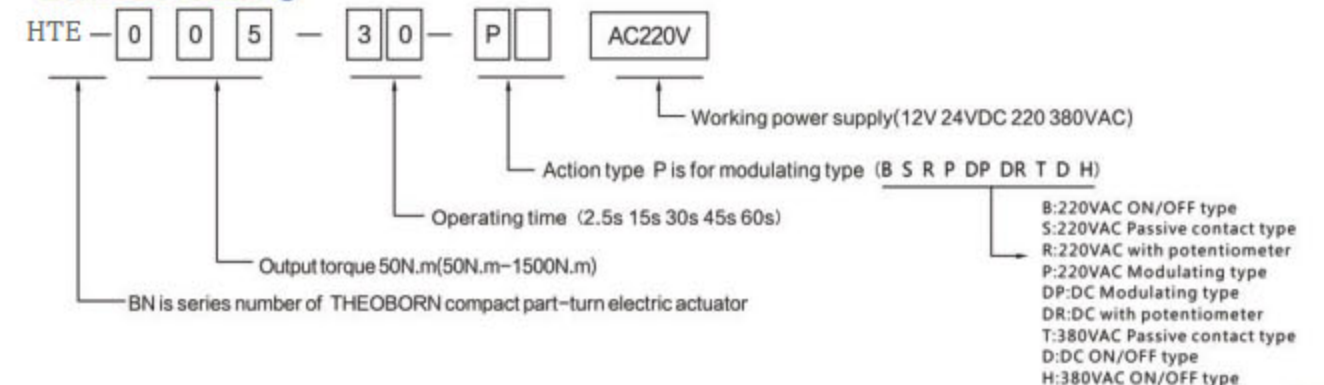 HTE — 0 0 5 — 3 0 — P AC220V
Working power supply(12V 24VDC 220 380VAC)
Action type P is for modulating type (B S R P DP DR T D H)
Operating time (2.5s 15s 30s 45s 60s)
Output torque 50N.m(50N.m-1500N.m)
BN is series number of THEOBORN compact part-turn electric actuator
B:220VAC ON/OFF type
S:220VAC Passive contact type
R:220VAC with potentiometer
P:220VAC Modulating type
DP:DC Modulating type
DR:DC with potentiometer
T:380VAC Passive contact type
D:DC ON/OFF type
H:380VAC ON/OFF type